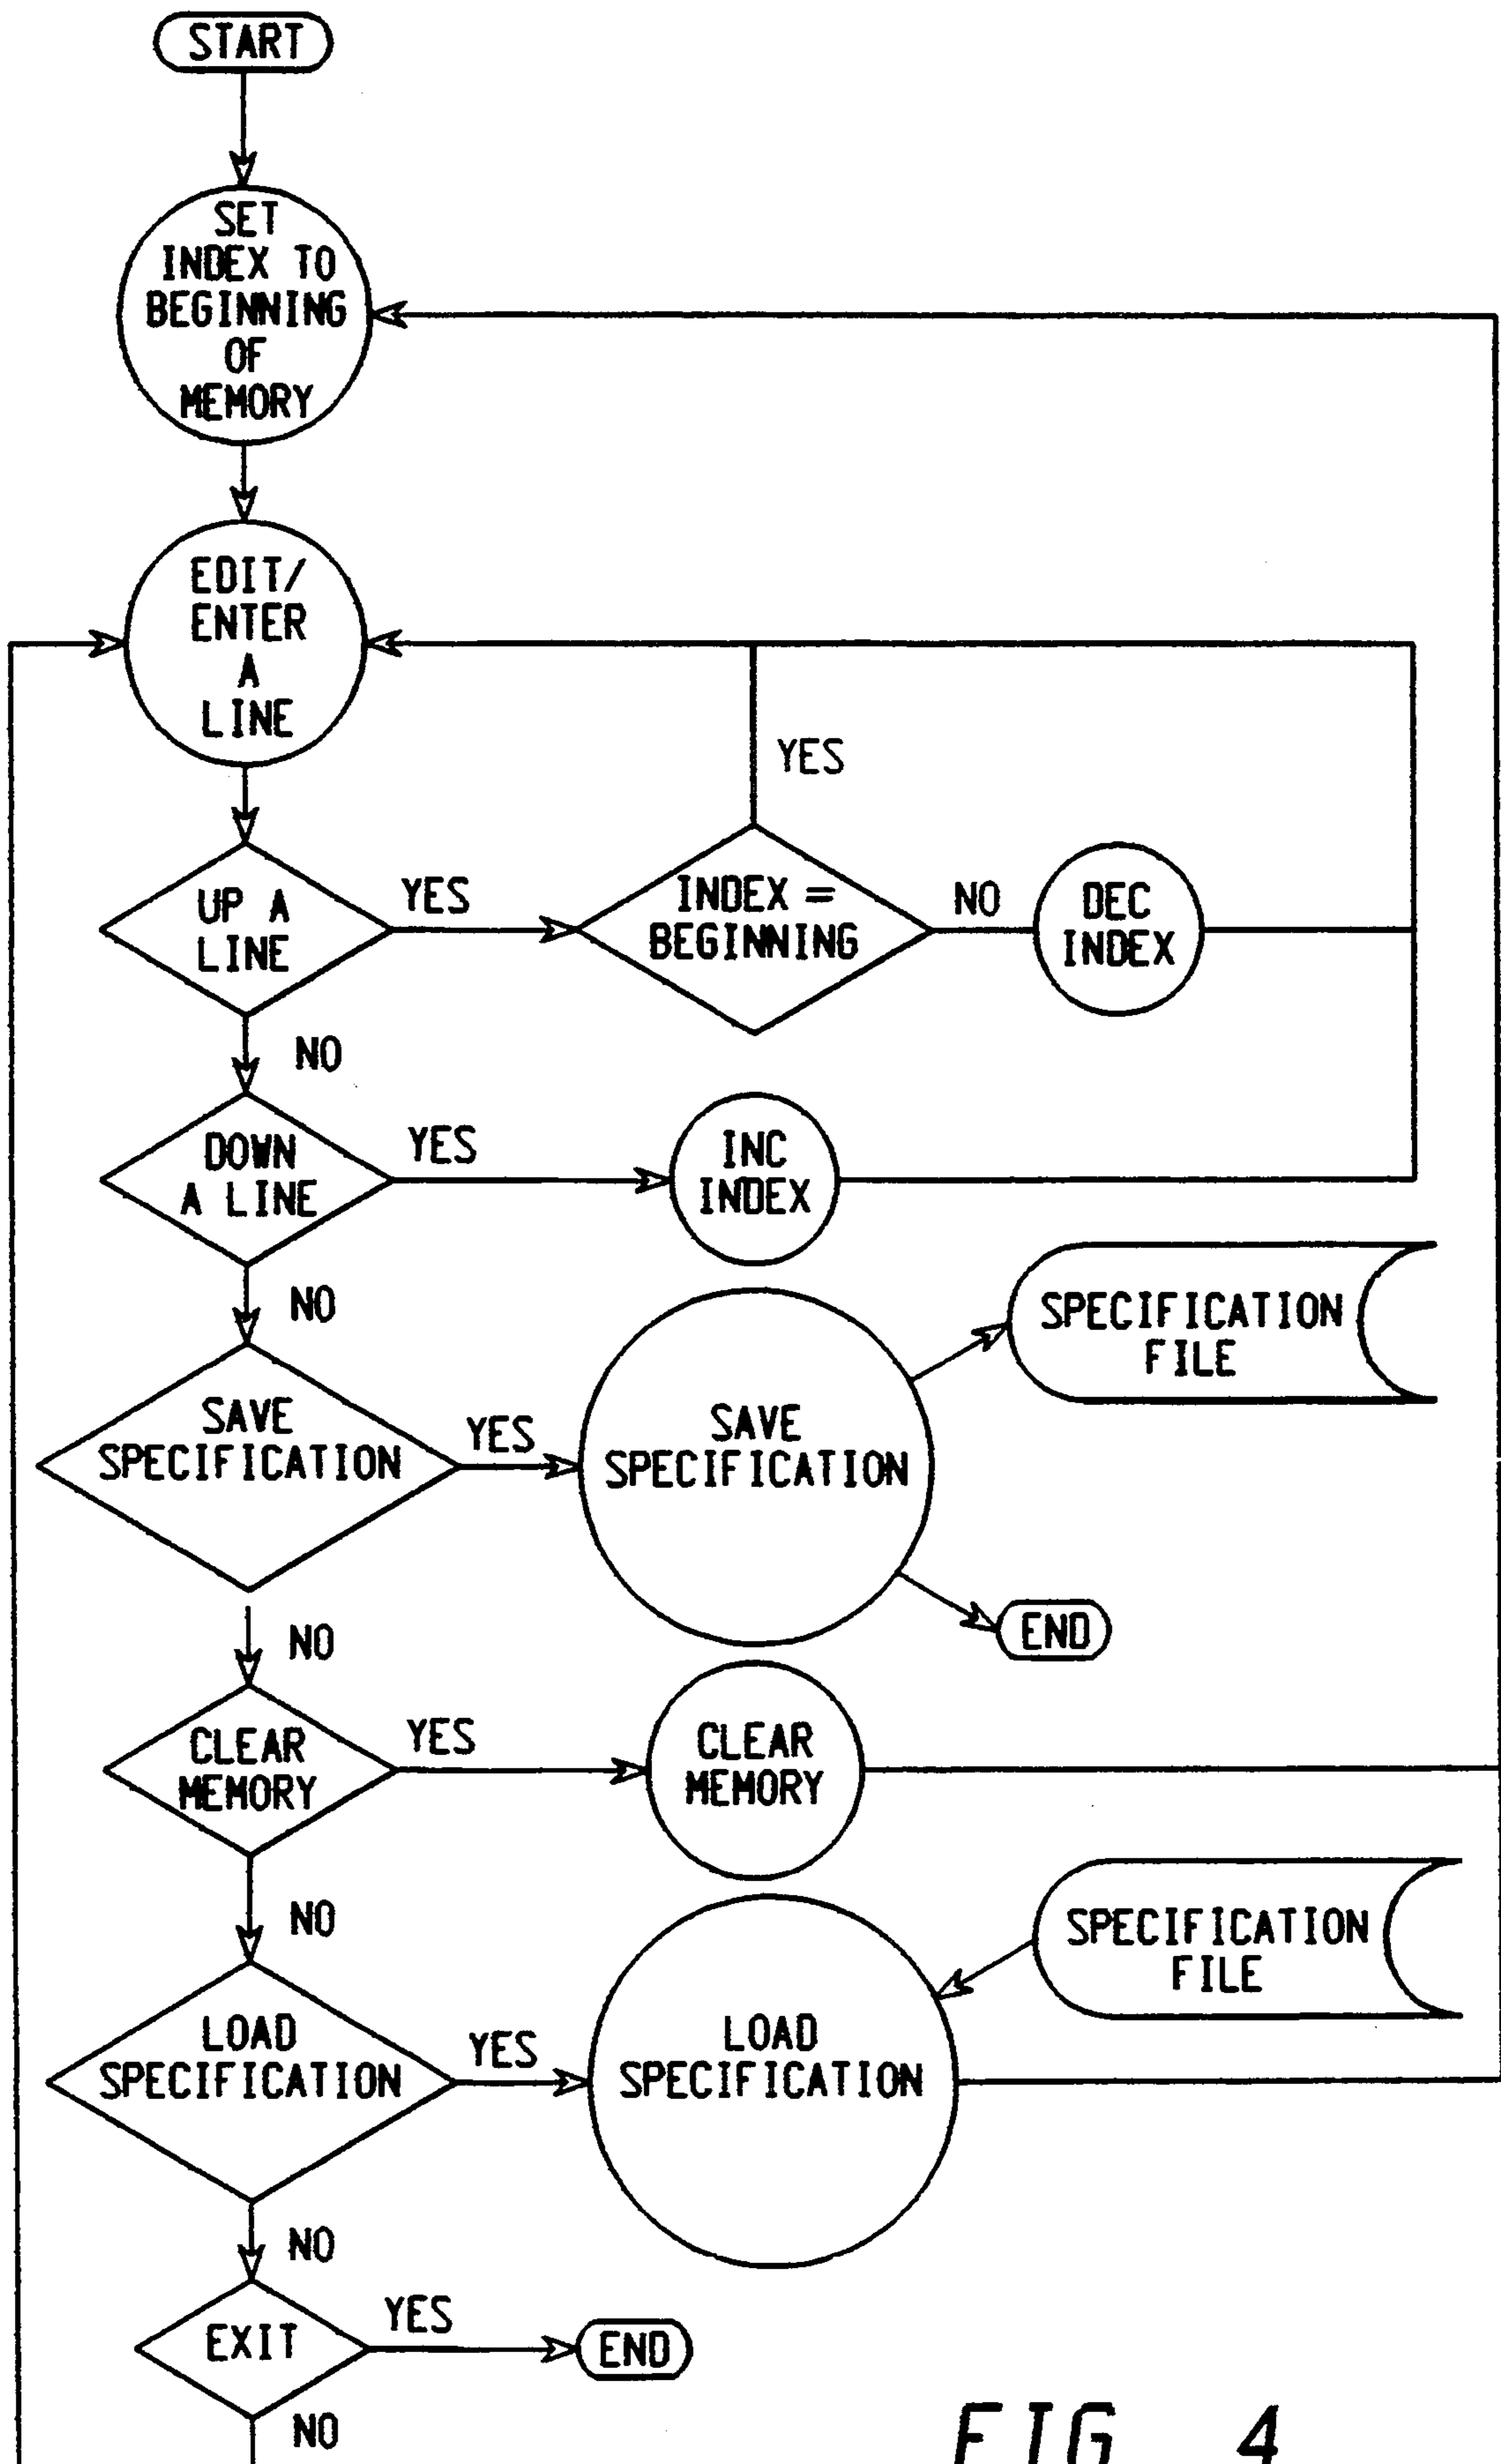 START
SET
INDEX TO
BEGINNING
OF
MEMORY
EDIT/
ENTER
A
LINE
YES
UP A
LINE
YES
INDEX =
BEGINNING
NO
DEC
INDEX
NO
DOWN
A LINE
YES
INC
INDEX
NO
SPECIFICATION
FILE
SAVE
SPECIFICATION
YES
SAVE
SPECIFICATION
END
NO
CLEAR
MEMORY
YES
CLEAR
MEMORY
NO
SPECIFICATION
FILE
LOAD
SPECIFICATION
YES
LOAD
SPECIFICATION
NO
EXIT
YES
END
NO
FIG 4